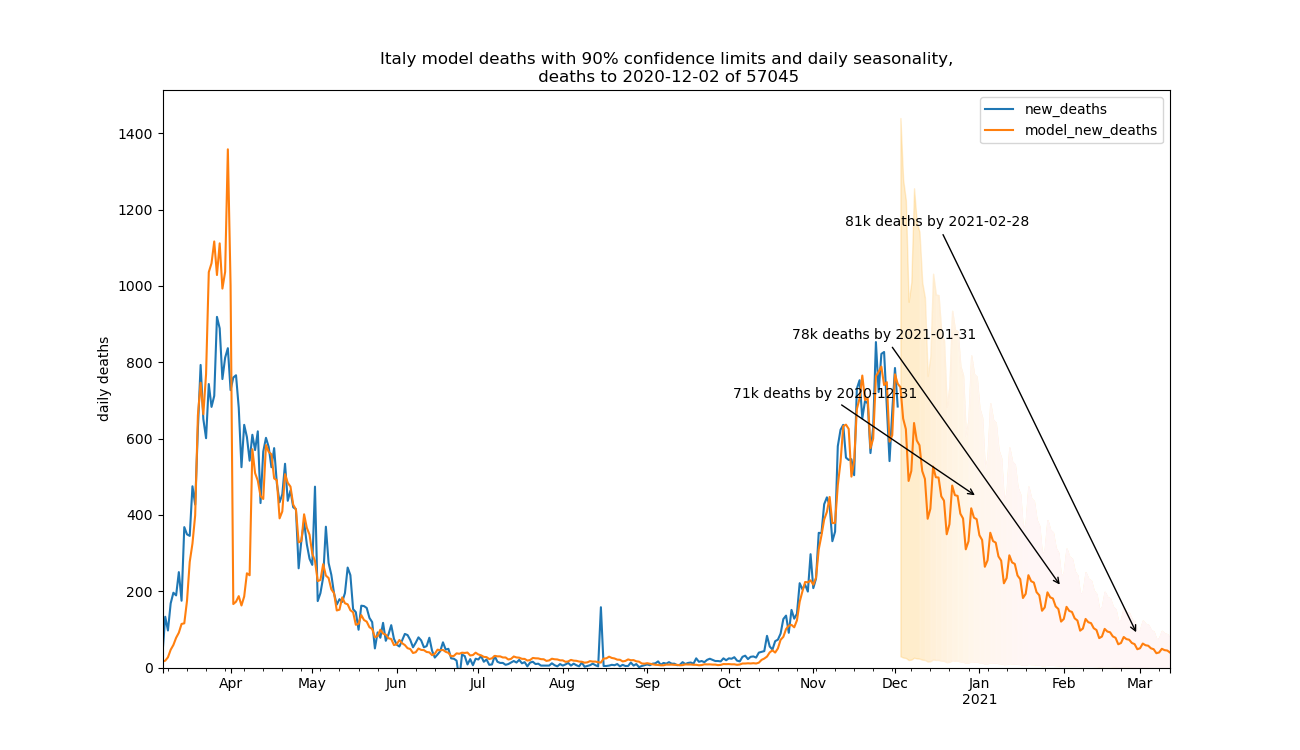 Italy model deaths with 90% confidence limits and daily seasonality,
deaths to 2020-12-02 of 57045
new_deaths
model_new_deaths
1400
1200
1000
800
600
400
200
0
daily deaths
81k deaths by 2021-02-28
78k deaths by 2021-01-31
71k deaths by 2020-12-31
Apr May Jun Jul Aug Sep Oct Nov Dec Jan Feb Mar
2021